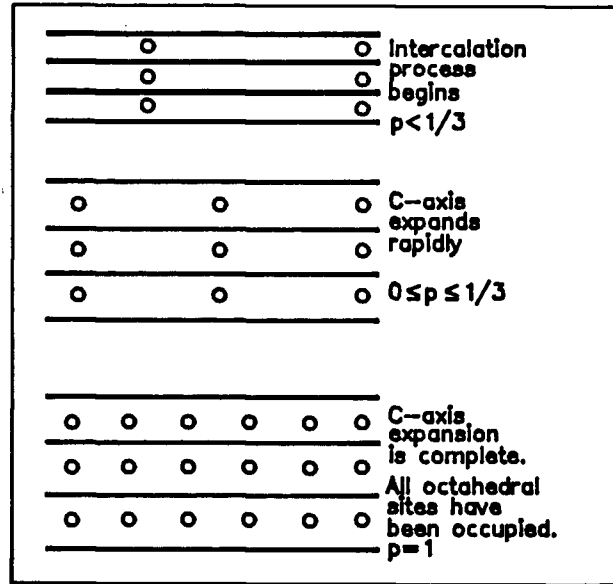 Intercalation
process
begins
p<1/3
C-axis
expands
rapidly
0≤p≤1/3
C-axis
expansion
is complete.
All octahedral
sites have
been occupied.
p=1